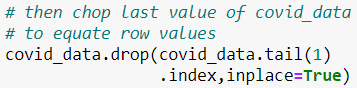 # then chop last value of covid_data
# to equate row values
covid_data.drop(covid_data.tail(1)
.index,inplace=True)